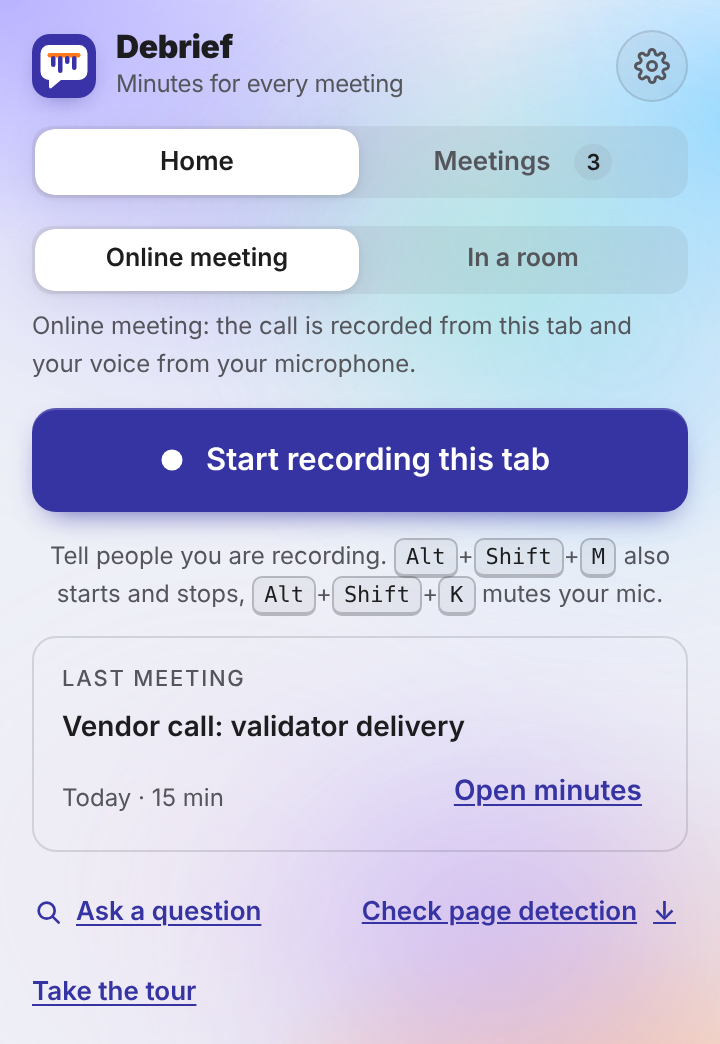 Debrief
Minutes for every meeting
Home
Meetings 3
Online meeting
In a room
Online meeting: the call is recorded from this tab and
your voice from your microphone.
Start recording this tab
Tell people you are recording. Alt+Shift+M also
starts and stops, Alt+Shift+K mutes your mic.
LAST MEETING
Vendor call: validator delivery
Today · 15 min
Open minutes
Ask a question
Check page detection ↓
Take the tour